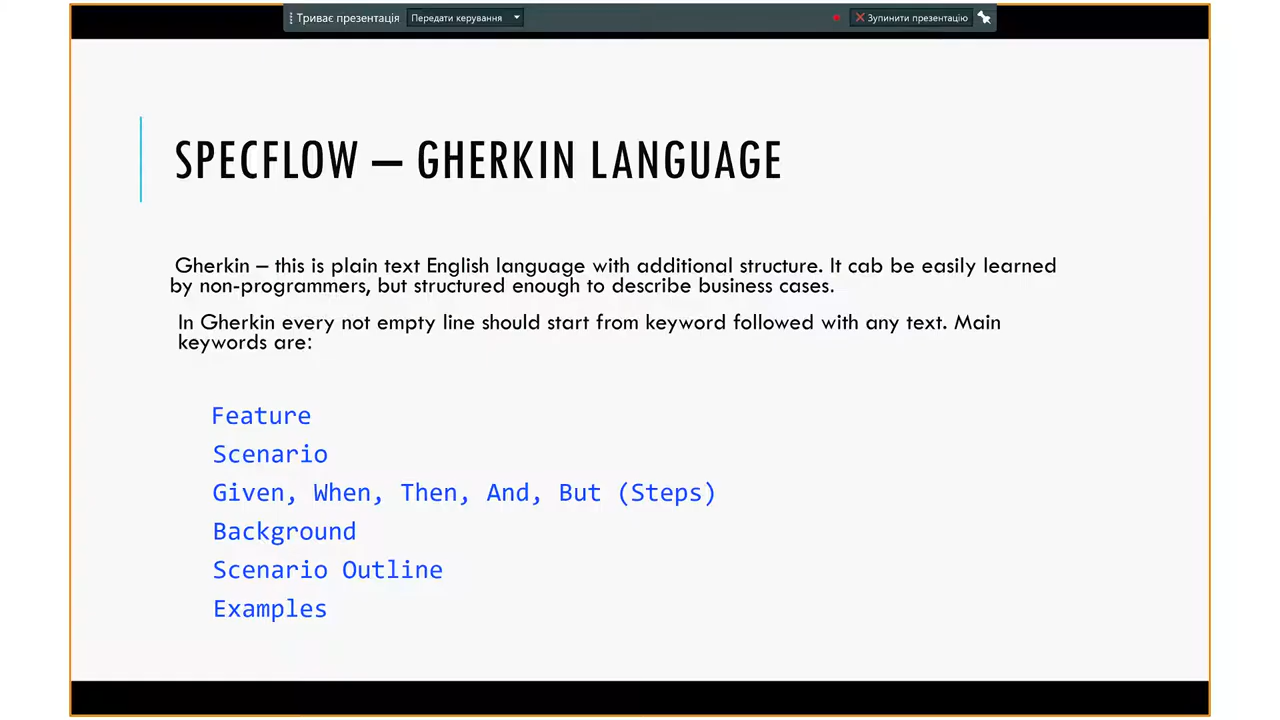 Триває презентація Передати керування Зупинити презентацію
SPECFLOW – GHERKIN LANGUAGE
Gherkin – this is plain text English language with additional structure. It cab be easily learned
by non-programmers, but structured enough to describe business cases.
In Gherkin every not empty line should start from keyword followed with any text. Main
keywords are:
Feature
Scenario
Given, When, Then, And, But (Steps)
Background
Scenario Outline
Examples